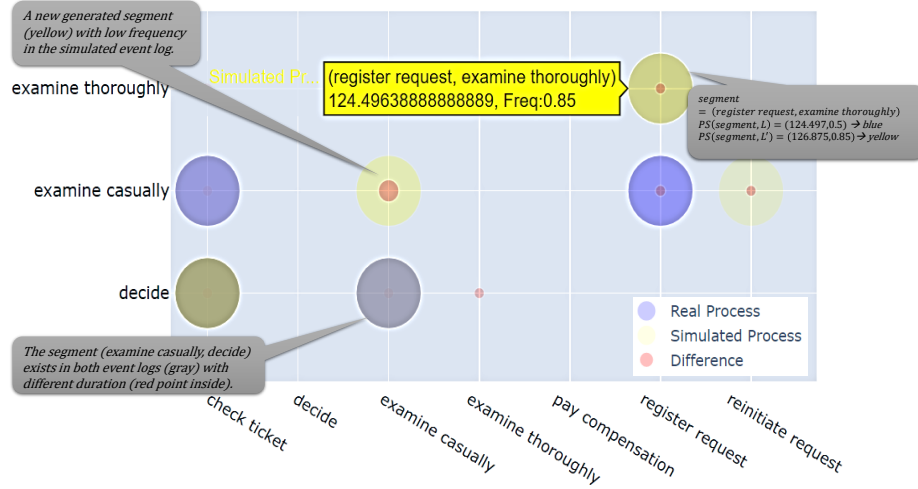 A new generated segment
(yellow) with low frequency
in the simulated event log.
Simulated Pr...
(register request, examine thoroughly)
124.49638888888889, Freq:0.85
segment
= (register request, examine thoroughly)
PS(segment, L) = (124.497,0.5) → blue
PS(segment, L′) = (126.875,0.85) → yellow
examine thoroughly
examine casually
decide
Real Process
Simulated Process
Difference
The segment (examine casually, decide)
exists in both event logs (gray) with
different duration (red point inside).
check ticket
decide
examine casually
examine thoroughly
pay compensation
register request
reinitiate request